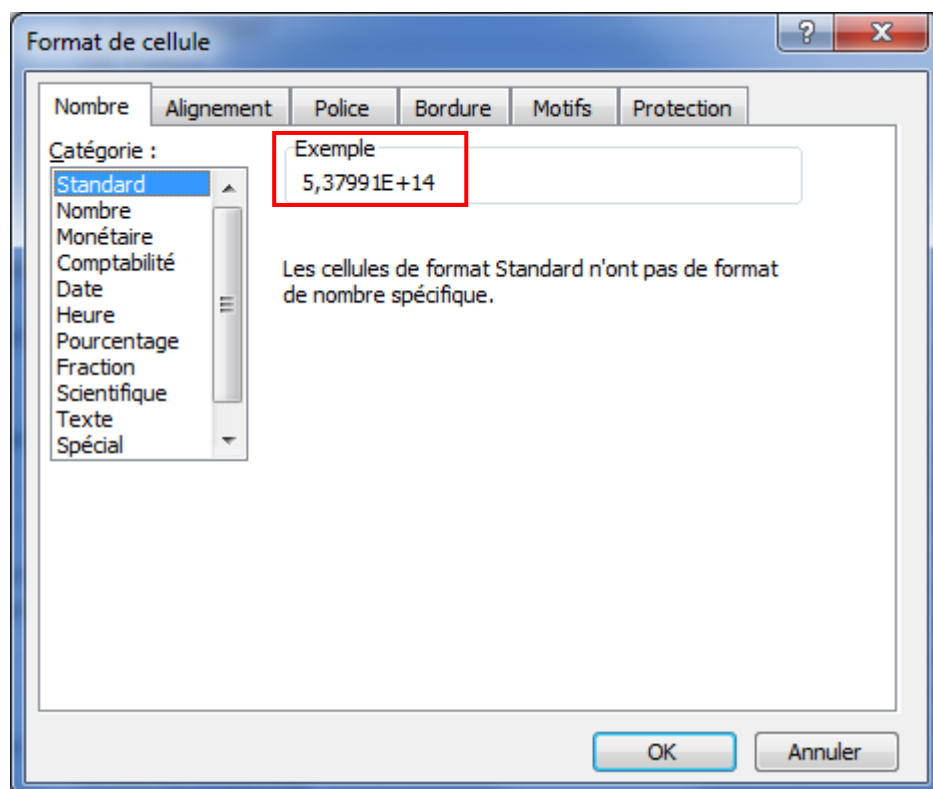 Format de cellule
?
X
Nombre
Alignement
Police
Bordure
Motifs
Protection
Catégorie :
Standard
Nombre
Monétaire
Comptabilité
Date
Heure
Pourcentage
Fraction
Scientifique
Texte
Spécial
Exemple
5,37991E+14
Les cellules de format Standard n'ont pas de format
de nombre spécifique.
OK
Annuler